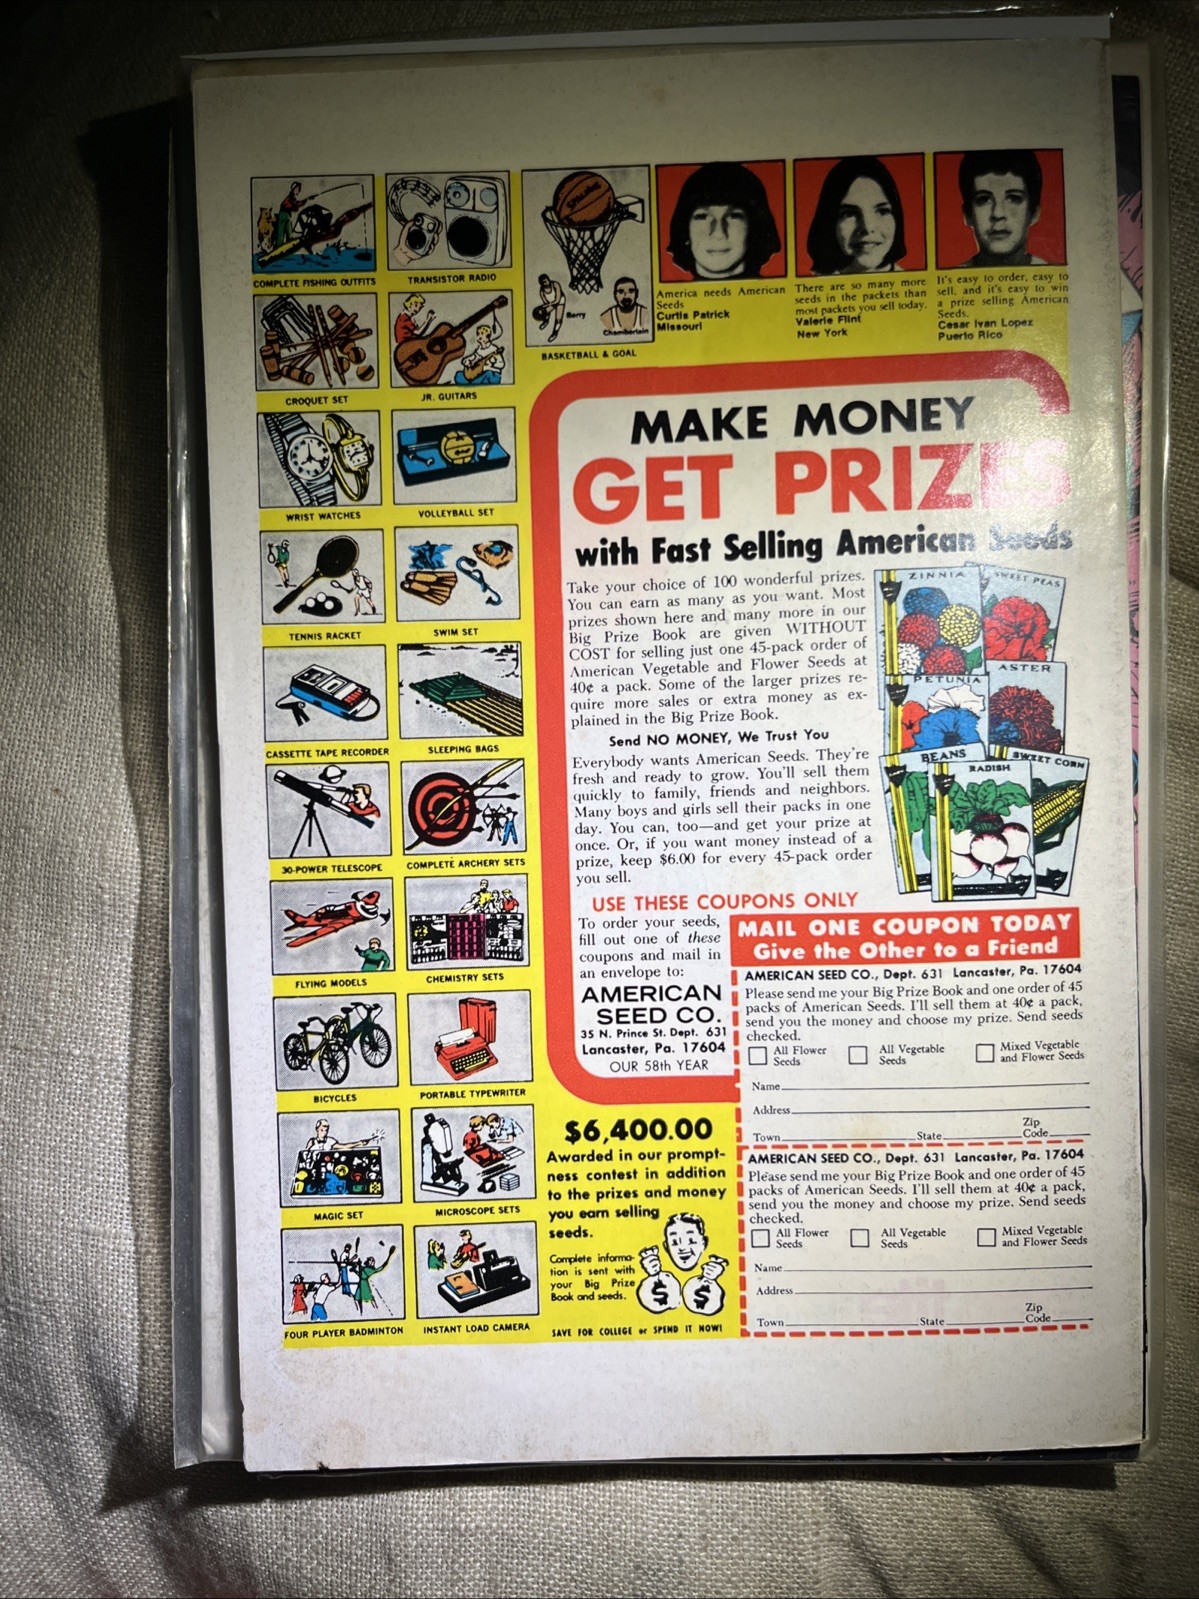 COMPLETE FISHING OUTFITS
TRANSISTOR RADIO
SPALDING
Barry
Chamberlain
BASKETBALL & GOAL
CROQUET SET
JR. GUITARS
WRIST WATCHES
VOLLEYBALL SET
TENNIS RACKET
SWIM SET
CASSETTE TAPE RECORDER
SLEEPING BAGS
30-POWER TELESCOPE
COMPLETE ARCHERY SETS
FLYING MODELS
CHEMISTRY SETS
BICYCLES
PORTABLE TYPEWRITER
MAGIC SET
MICROSCOPE SETS
FOUR PLAYER BADMINTON
INSTANT LOAD CAMERA
America needs American
Seeds
Curtis Patrick
Missouri
There are so many more
seeds in the packets than
most packets you sell today.
Valerie Flint
New York
It's easy to order, easy to
sell, and it's easy to win
a prize selling American
Seeds.
Cesar Ivan Lopez
Puerto Rico
MAKE MONEY
GET PRIZES
with Fast Selling American Seeds
Take your choice of 100 wonderful prizes.
You can earn as many as you want. Most
prizes shown here and many more in our
Big Prize Book are given WITHOUT
COST for selling just one 45-pack order of
American Vegetable and Flower Seeds at
40¢ a pack. Some of the larger prizes re-
quire more sales or extra money as ex-
plained in the Big Prize Book.
Send NO MONEY, We Trust You
Everybody wants American Seeds. They're
fresh and ready to grow. You'll sell them
quickly to family, friends and neighbors.
Many boys and girls sell their packs in one
day. You can, too—and get your prize at
once. Or, if you want money instead of a
prize, keep $6.00 for every 45-pack order
you sell.
ZINNIA
SWEET PEAS
PETUNIA
ASTER
BEANS
RADISH
SWEET CORN
USE THESE COUPONS ONLY
To order your seeds,
fill out one of these
coupons and mail in
an envelope to:
AMERICAN
SEED CO.
35 N. Prince St. Dept. 631
Lancaster, Pa. 17604
OUR 58th YEAR
$6,400.00
Awarded in our prompt-
ness contest in addition
to the prizes and money
you earn selling
seeds.
Complete informa-
tion is sent with
your Big Prize
Book and seeds.
$ $
SAVE FOR COLLEGE or SPEND IT NOW!
MAIL ONE COUPON TODAY
Give the Other to a Friend
AMERICAN SEED CO., Dept. 631 Lancaster, Pa. 17604
Please send me your Big Prize Book and one order of 45
packs of American Seeds. I'll sell them at 40¢ a pack,
send you the money and choose my prize. Send seeds
checked.
All Flower Seeds
All Vegetable Seeds
Mixed Vegetable and Flower Seeds
Name
Address
Town State Zip Code
AMERICAN SEED CO., Dept. 631 Lancaster, Pa. 17604
Please send me your Big Prize Book and one order of 45
packs of American Seeds. I'll sell them at 40¢ a pack,
send you the money and choose my prize. Send seeds
checked.
All Flower Seeds
All Vegetable Seeds
Mixed Vegetable and Flower Seeds
Name
Address
Town State Zip Code